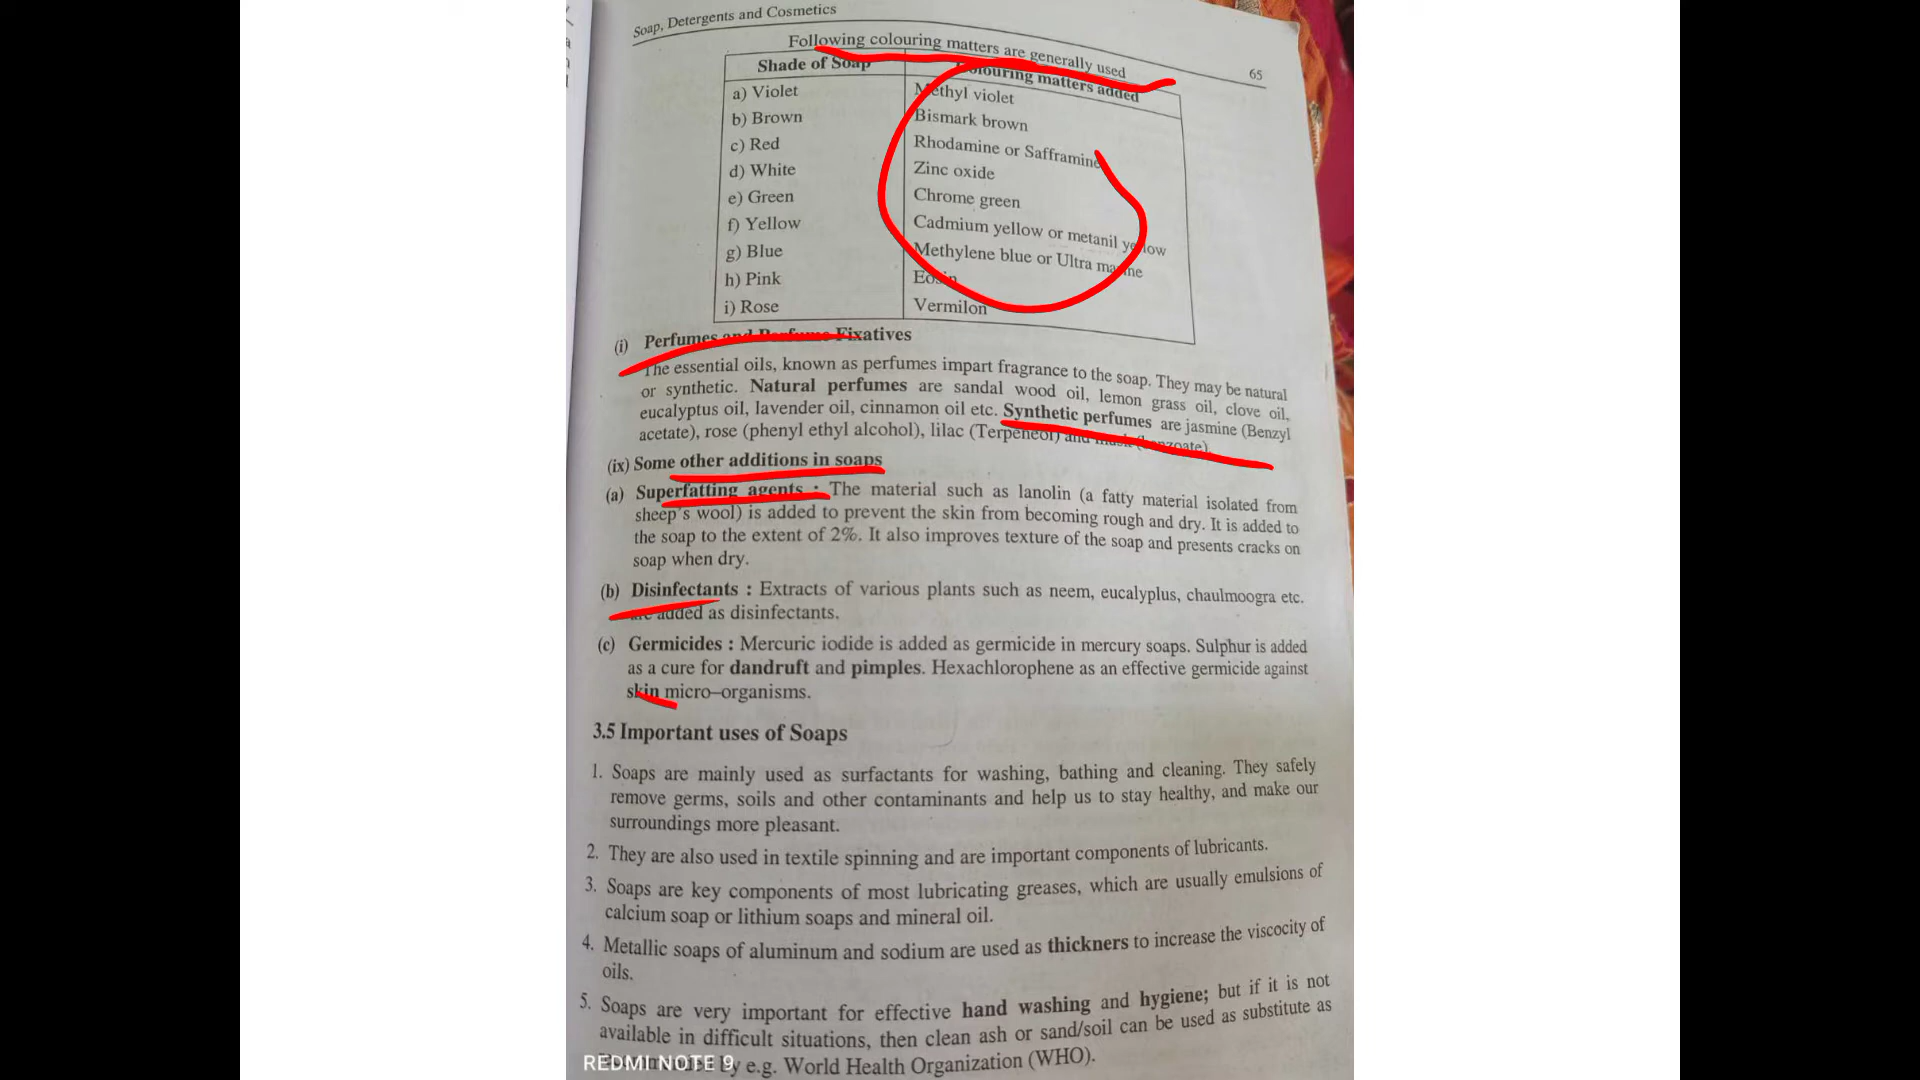 Soap, Detergents and Cosmetics
65
Following colouring matters are generally used
Shade of Soap Colouring matters added
a) Violet Methyl violet
b) Brown Bismark brown
c) Red Rhodamine or Safframine
d) White Zinc oxide
e) Green Chrome green
f) Yellow Cadmium yellow or metanil yellow
g) Blue Methylene blue or Ultra marine
h) Pink Eosin
i) Rose Vermilon
(i) Perfumes and Perfume Fixatives
The essential oils, known as perfumes impart fragrance to the soap. They may be natural
or synthetic. Natural perfumes are sandal wood oil, lemon grass oil, clove oil,
eucalyptus oil, lavender oil, cinnamon oil etc. Synthetic perfumes are jasmine (Benzyl
acetate), rose (phenyl ethyl alcohol), lilac (Terpeneol) and musk (benzoate).
(ix) Some other additions in soaps
(a) Superfatting agents : The material such as lanolin (a fatty material isolated from
sheep's wool) is added to prevent the skin from becoming rough and dry. It is added to
the soap to the extent of 2%. It also improves texture of the soap and presents cracks on
soap when dry.
(b) Disinfectants : Extracts of various plants such as neem, eucalyplus, chaulmoogra etc.
are added as disinfectants.
(c) Germicides : Mercuric iodide is added as germicide in mercury soaps. Sulphur is added
as a cure for dandruft and pimples. Hexachlorophene as an effective germicide against
skin micro–organisms.
3.5 Important uses of Soaps
1. Soaps are mainly used as surfactants for washing, bathing and cleaning. They safely
remove germs, soils and other contaminants and help us to stay healthy, and make our
surroundings more pleasant.
2. They are also used in textile spinning and are important components of lubricants.
3. Soaps are key components of most lubricating greases, which are usually emulsions of
calcium soap or lithium soaps and mineral oil.
4. Metallic soaps of aluminum and sodium are used as thickners to increase the viscocity of
oils.
5. Soaps are very important for effective hand washing and hygiene; but if it is not
available in difficult situations, then clean ash or sand/soil can be used as substitute as
by e.g. World Health Organization (WHO).
REDMI NOTE 9